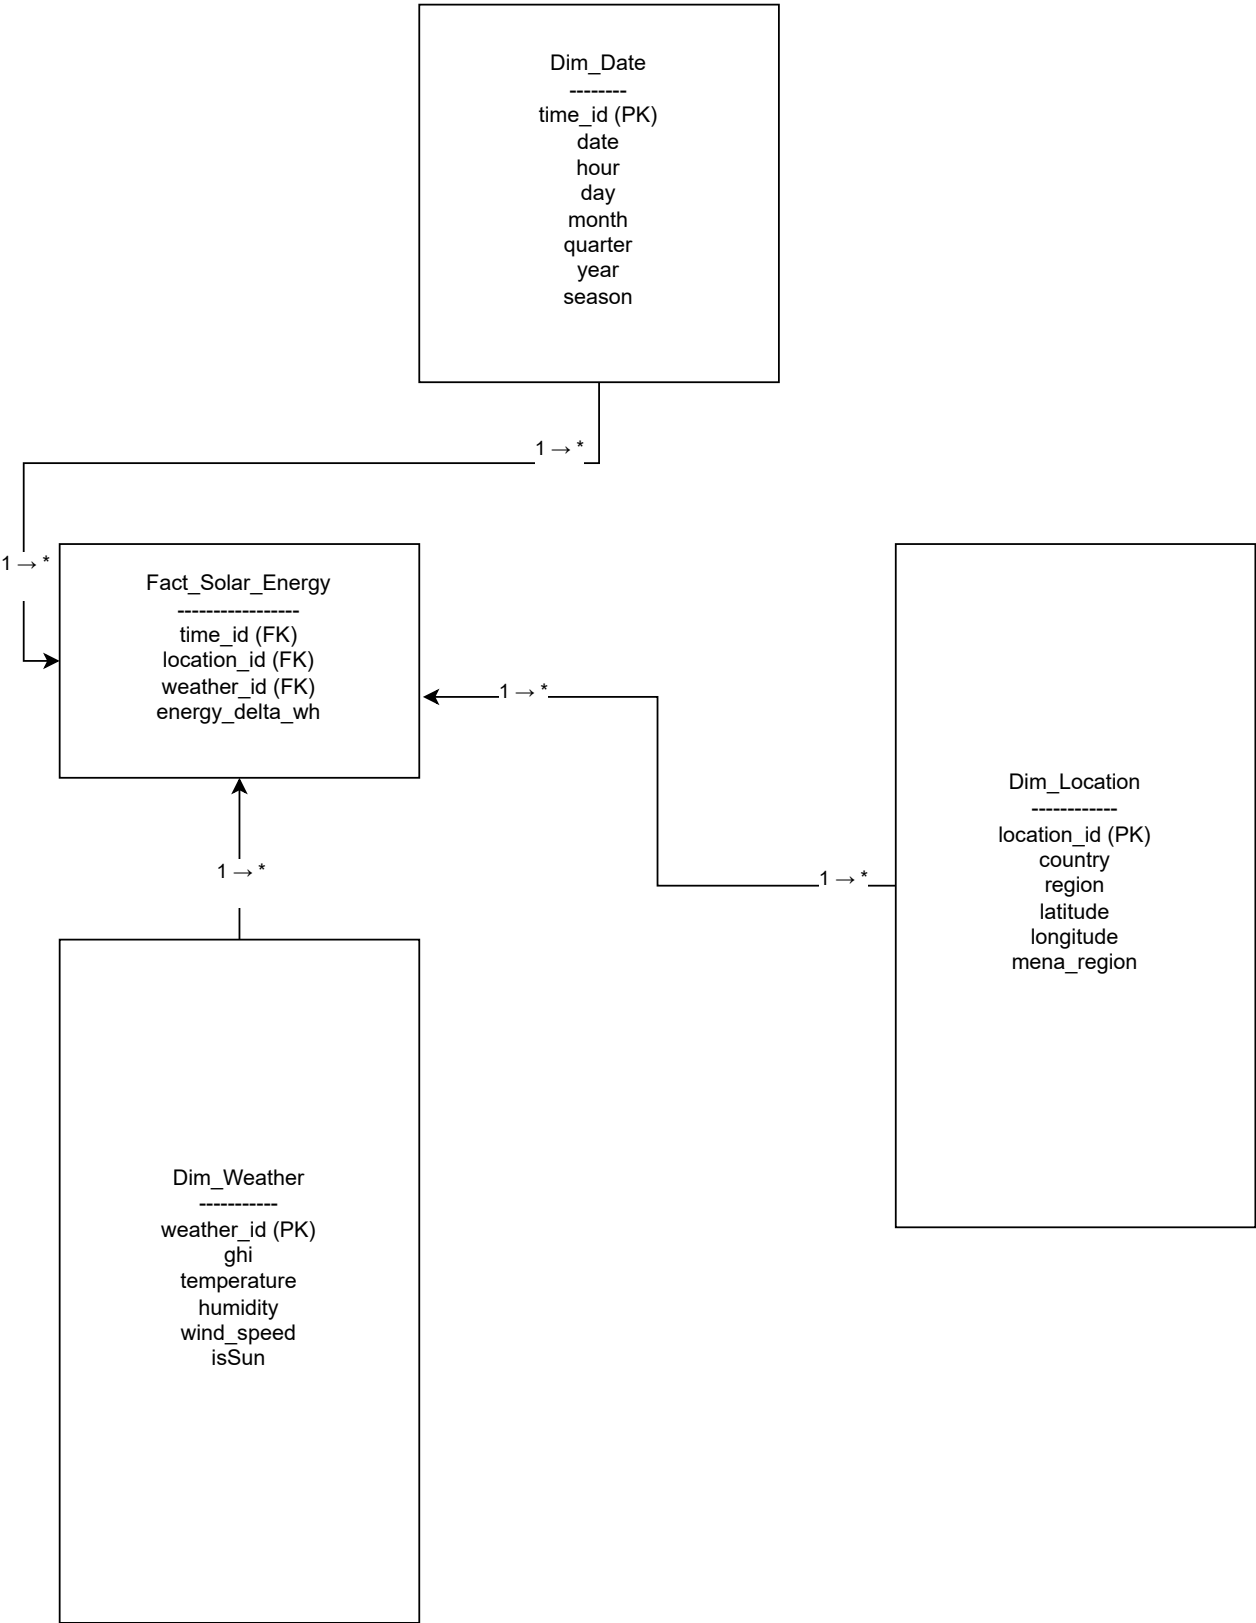 Dim_Date
--------
time_id (PK)
date
hour
day
month
quarter
year
season
1 → *
1 → *
Fact_Solar_Energy
-----------------
time_id (FK)
location_id (FK)
weather_id (FK)
energy_delta_wh
1 → *
1 → *
1 → *
Dim_Location
------------
location_id (PK)
country
region
latitude
longitude
mena_region
Dim_Weather
-----------
weather_id (PK)
ghi
temperature
humidity
wind_speed
isSun